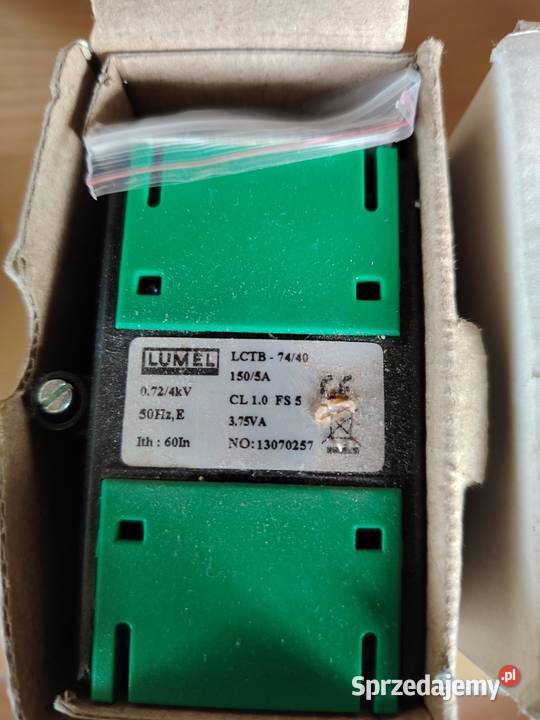 LUMEL
LCTB - 74/40
150/5A
0.72/4kV
CL 1.0 FS 5
50Hz, E
3.75VA
Ith : 60In
NO: 13070257
CE
Sprzedajemy.pl